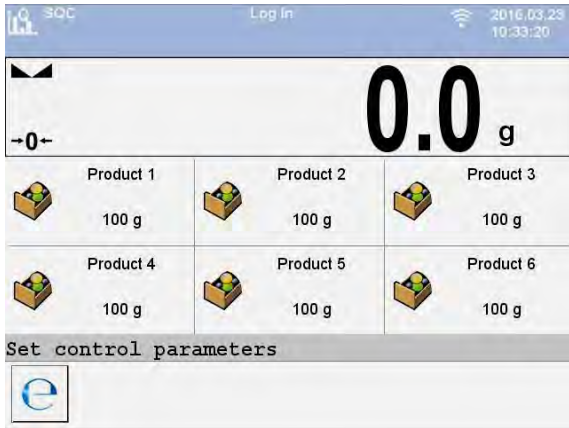 SQC Log In 2016.03.23
10:33:20
0.0 g
→0←
Product 1 Product 2 Product 3
100 g 100 g 100 g
Product 4 Product 5 Product 6
100 g 100 g 100 g
Set control parameters
e